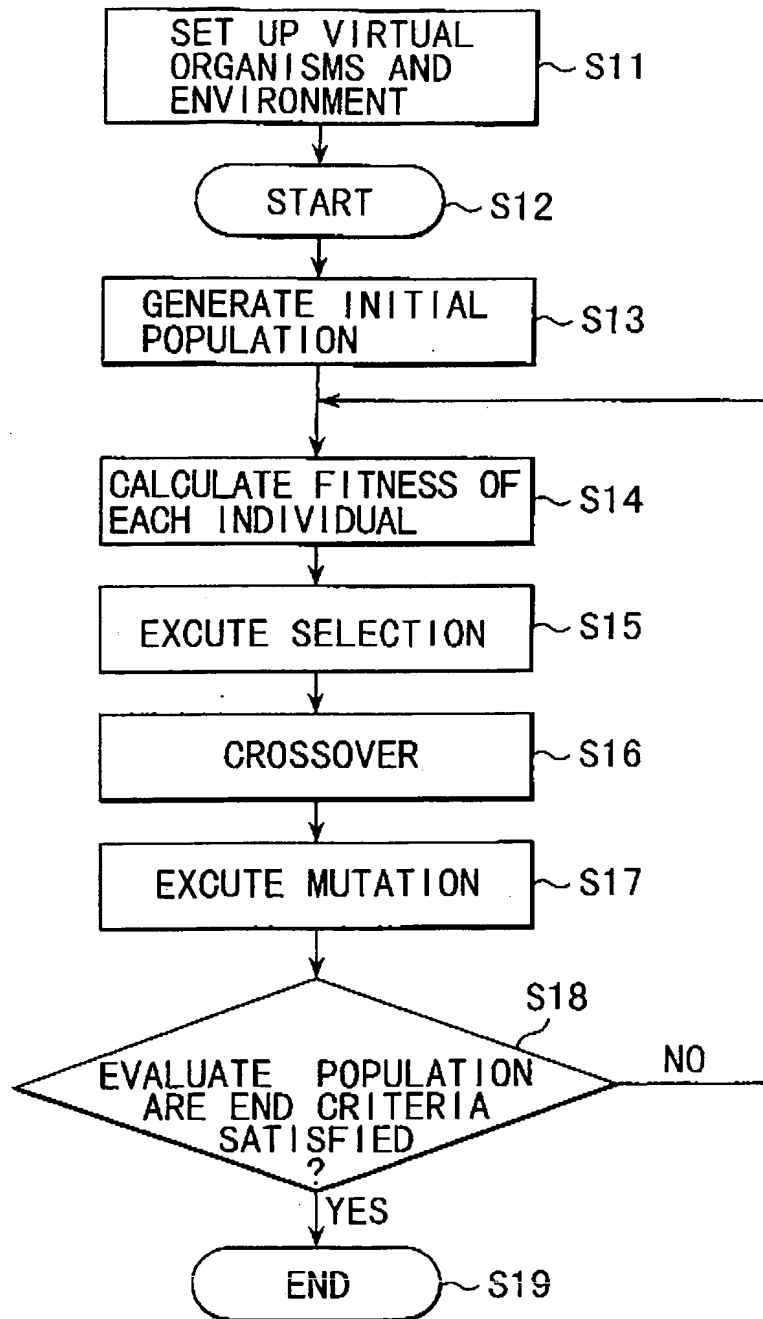 SET UP VIRTUAL
ORGANISMS AND
ENVIRONMENT
S11
START
S12
GENERATE INITIAL
POPULATION
S13
CALCULATE FITNESS OF
EACH INDIVIDUAL
S14
EXCUTE SELECTION
S15
CROSSOVER
S16
EXCUTE MUTATION
S17
S18
EVALUATE POPULATION
ARE END CRITERIA
SATISFIED
?
NO
YES
END
S19